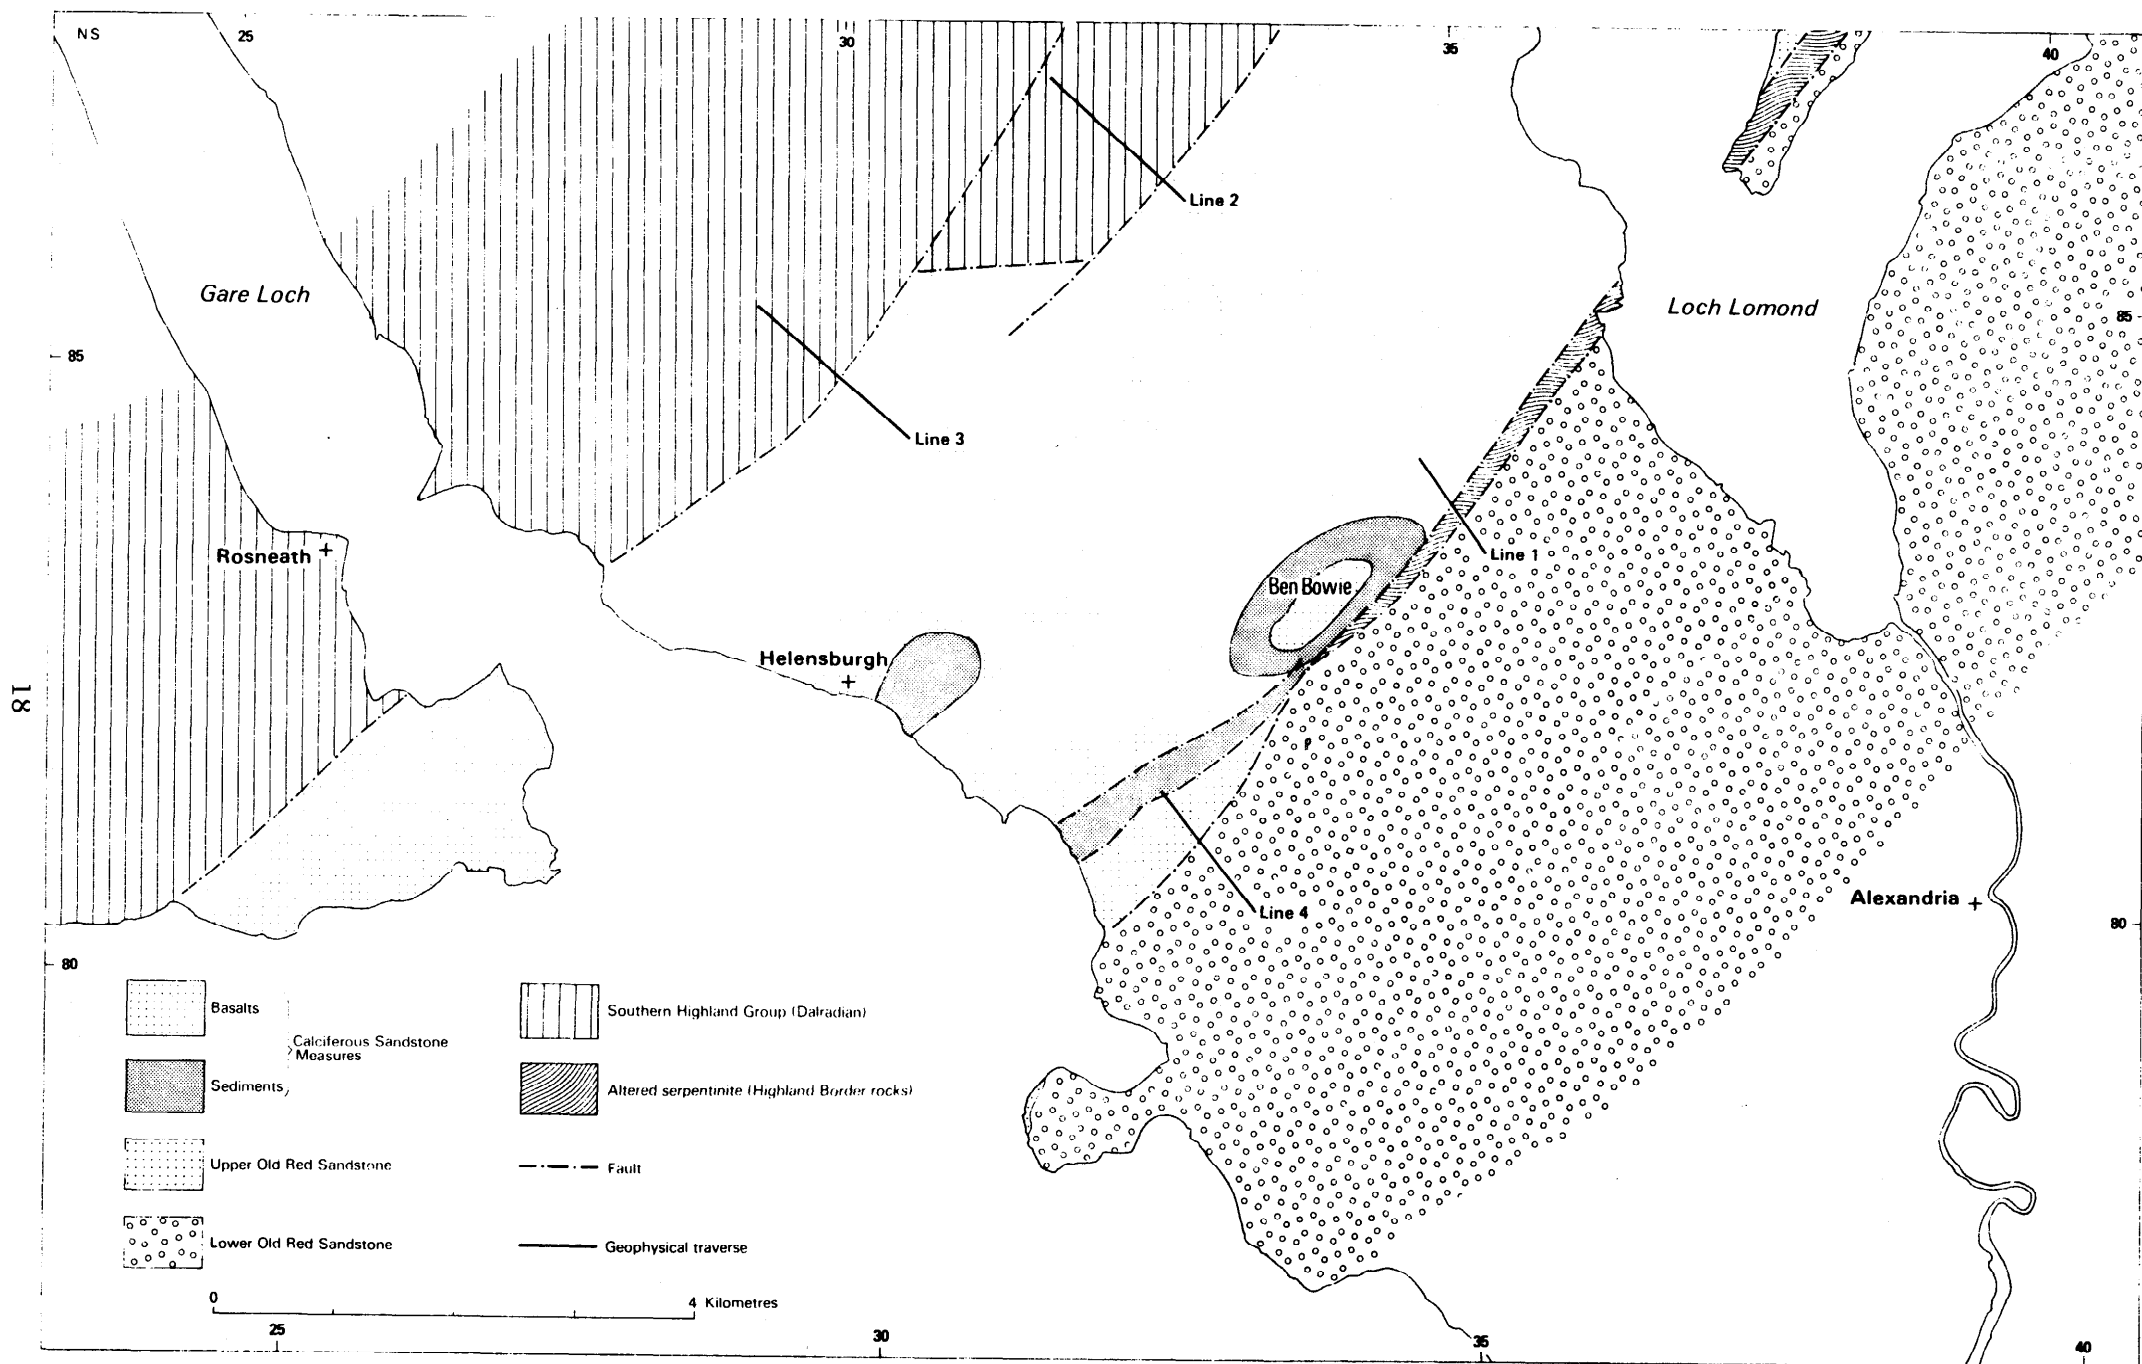 NS
25
30
35
40
Line 2
Gare Loch
Loch Lomond
85
85
Line 3
Rosneath
Line 1
Ben Bowie
Helensburgh
18
Line 4
Alexandria
80
80
Basalts
Calciferous Sandstone
Measures
Sediments
Upper Old Red Sandstone
Lower Old Red Sandstone
Southern Highland Group (Dalradian)
Altered serpentinite (Highland Border rocks)
Fault
Geophysical traverse
0
4 Kilometres
25
30
35
40